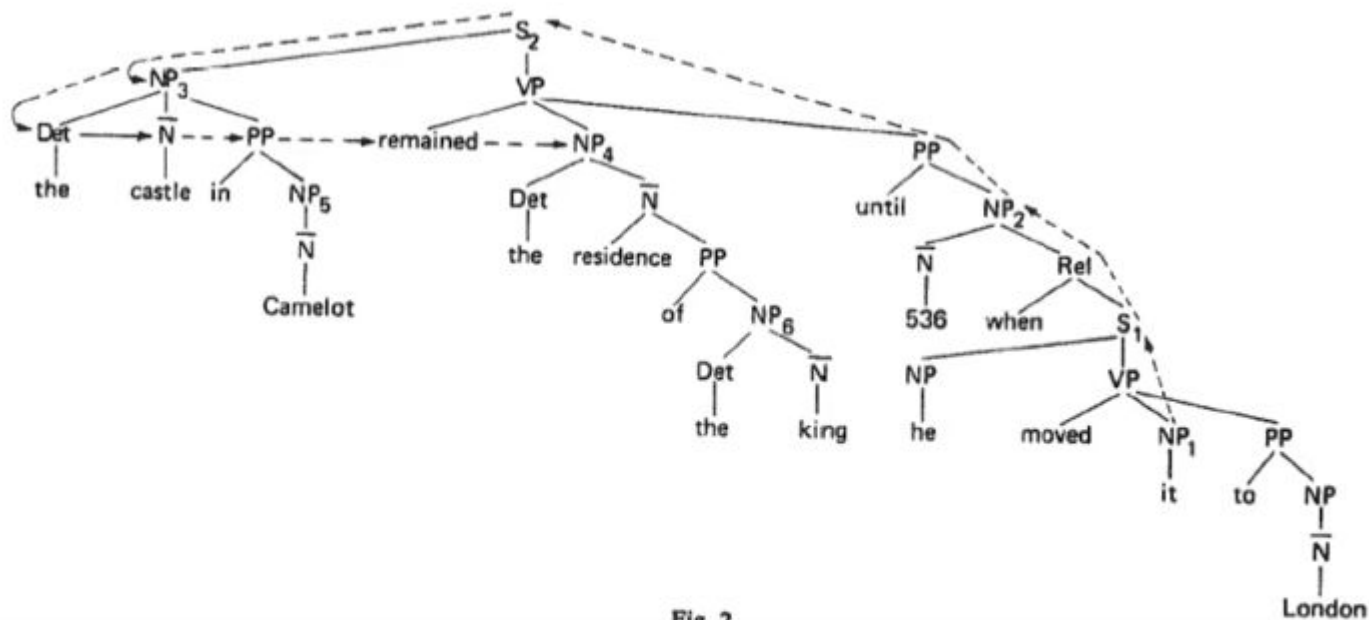 S2
NP3 VP
Det N̅ PP remained NP4 PP
the castle in NP5 Det N̅ until NP2
N̅ the residence PP N̅ Rel
Camelot of NP6 536 when S1
Det N̅ NP VP
the king he moved NP1 PP
it to NP
N̅
London
Fig. 2